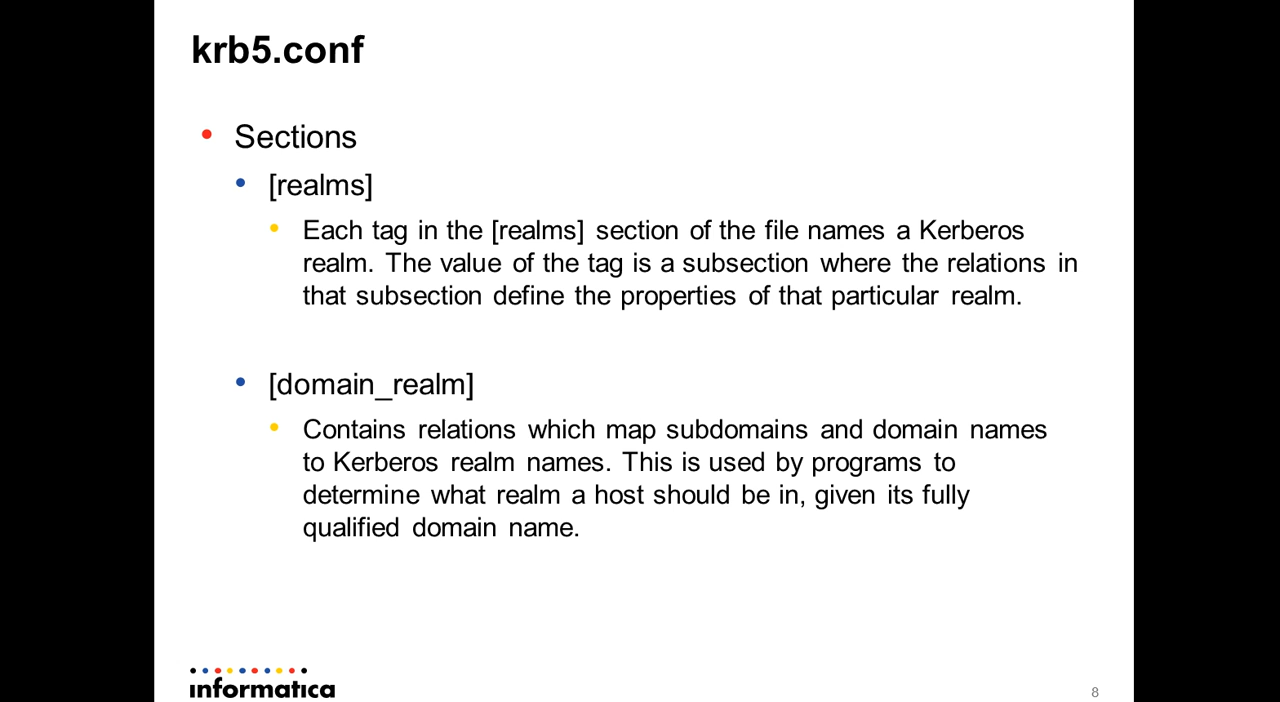 krb5.conf
• Sections
• [realms]
• Each tag in the [realms] section of the file names a Kerberos
realm. The value of the tag is a subsection where the relations in
that subsection define the properties of that particular realm.
• [domain_realm]
• Contains relations which map subdomains and domain names
to Kerberos realm names. This is used by programs to
determine what realm a host should be in, given its fully
qualified domain name.
informatica
8